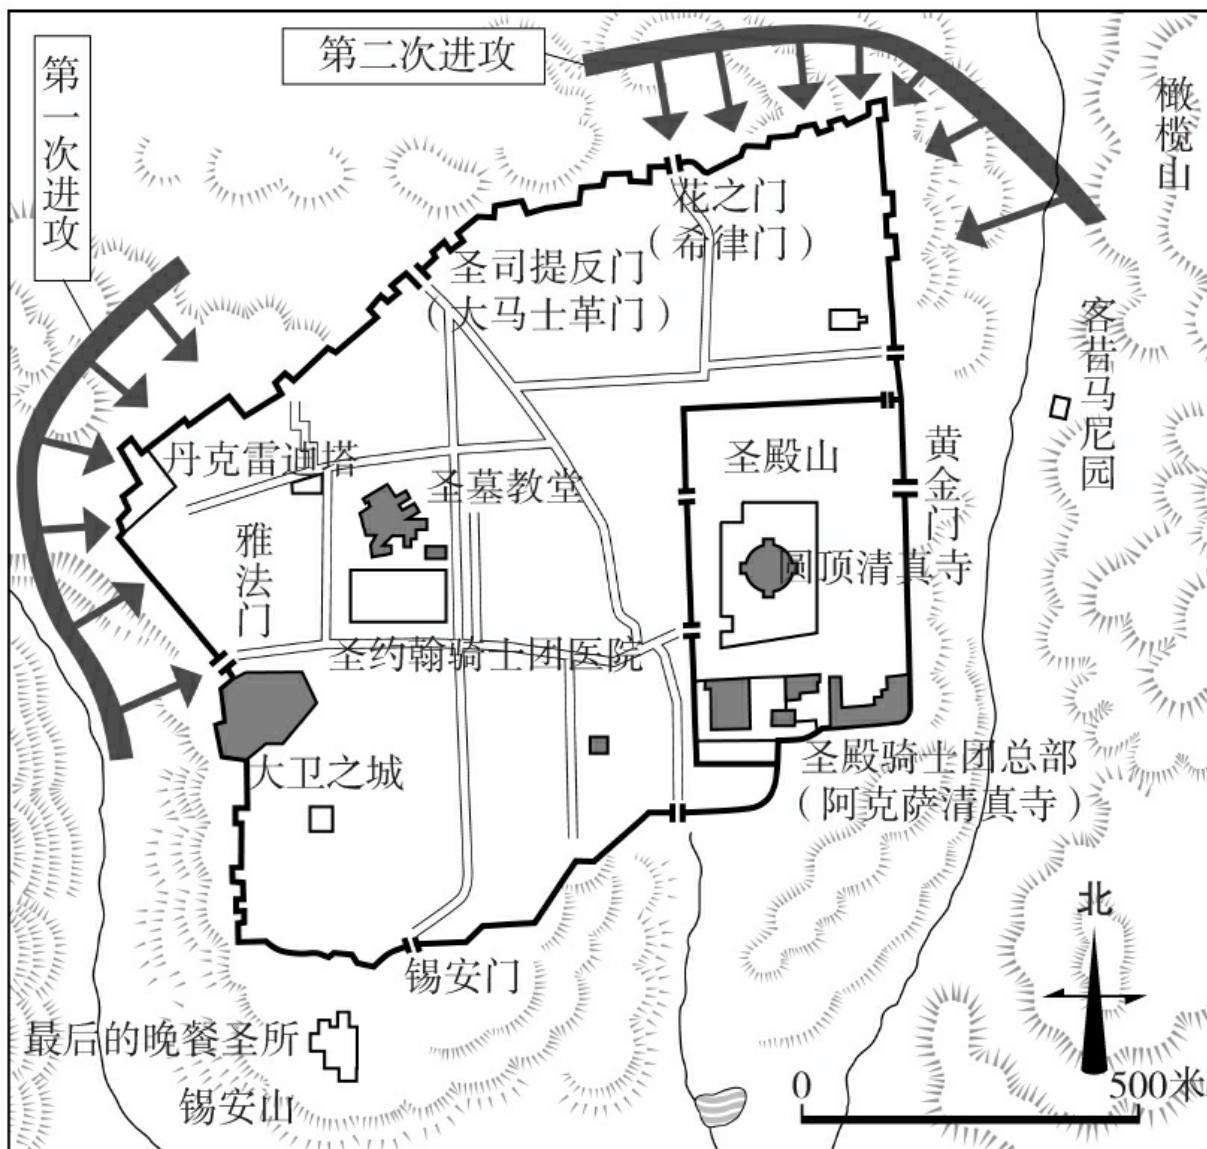 第一次进攻
第二次进攻
橄榄山
花之门
（希律门）
圣司提反门
（大马士革门）
客昔马尼园
丹克雷迪塔
圣墓教堂
圣殿山
黄金门
雅法门
圆顶清真寺
圣约翰骑士团医院
大卫之城
圣殿骑士团总部
（阿克萨清真寺）
北
锡安门
最后的晚餐圣所
锡安山
0
500米